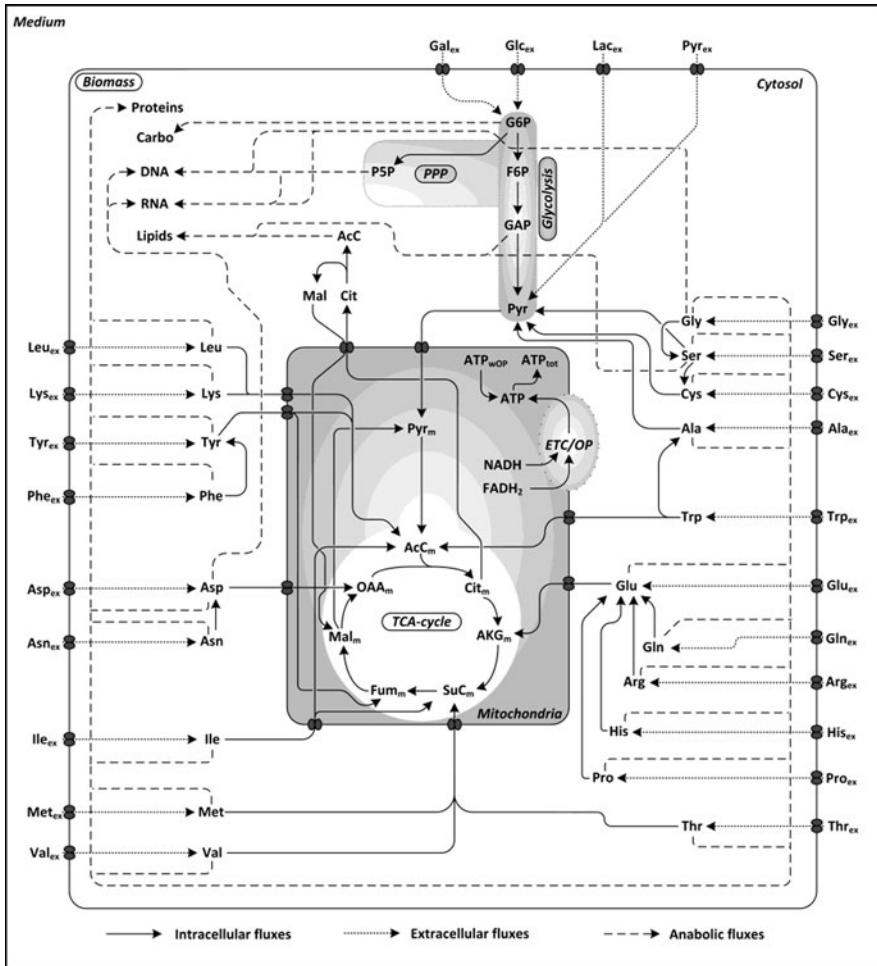 Medium
Gal_ex Glc_ex Lac_ex Pyr_ex
Biomass Cytosol
Proteins
G6P
Carbo
DNA P5P PPP F6P Glycolysis
RNA
GAP
Lipids AcC
Mal Cit Pyr
Gly Gly_ex
Leu_ex Leu Ser Ser_ex
ATP_wOP ATP_tot
Lys_ex Lys ATP Cys Cys_ex
Pyr_m Ala Ala_ex
Tyr_ex Tyr ETC/OP
NADH
FADH₂
Phe_ex Phe
Trp Trp_ex
AcC_m
Asp_ex Asp OAA_m Cit_m Glu Glu_ex
TCA-cycle
Asn_ex Asn Mal_m AKG_m Gln Gln_ex
Fum_m SuC_m Arg Arg_ex
Mitochondria
Ile_ex Ile His His_ex
Pro Pro_ex
Met_ex Met
Thr Thr_ex
Val_ex Val
Intracellular fluxes Extracellular fluxes Anabolic fluxes